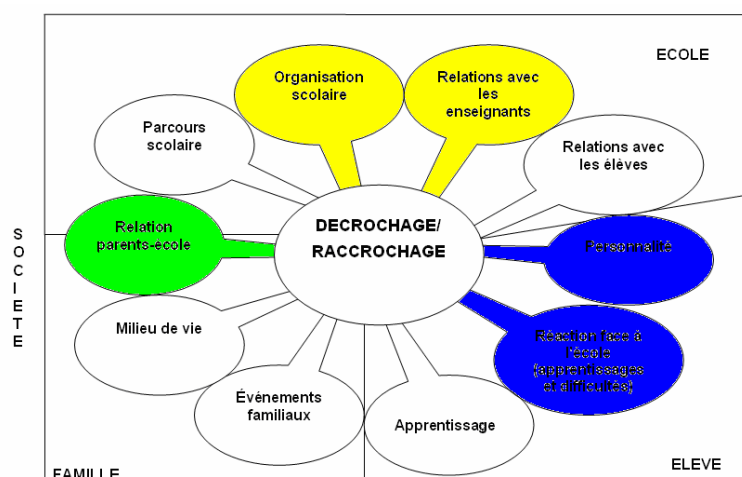 ECOLE
Organisation
scolaire
Relations avec
les
enseignants
Parcours
scolaire
Relations avec
les élèves
DECROCHAGE/
RACCROCHAGE
Relation
parents-école
Personnalité
SOCIETE
Milieu de vie
Réaction face à
l'école
(apprentissages
et difficultés)
Événements
familiaux
Apprentissage
FAMILLE
ELEVE